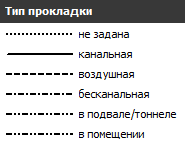 Тип прокладки
не задана
канальная
воздушная
бесканальная
в подвале/тоннеле
в помещении